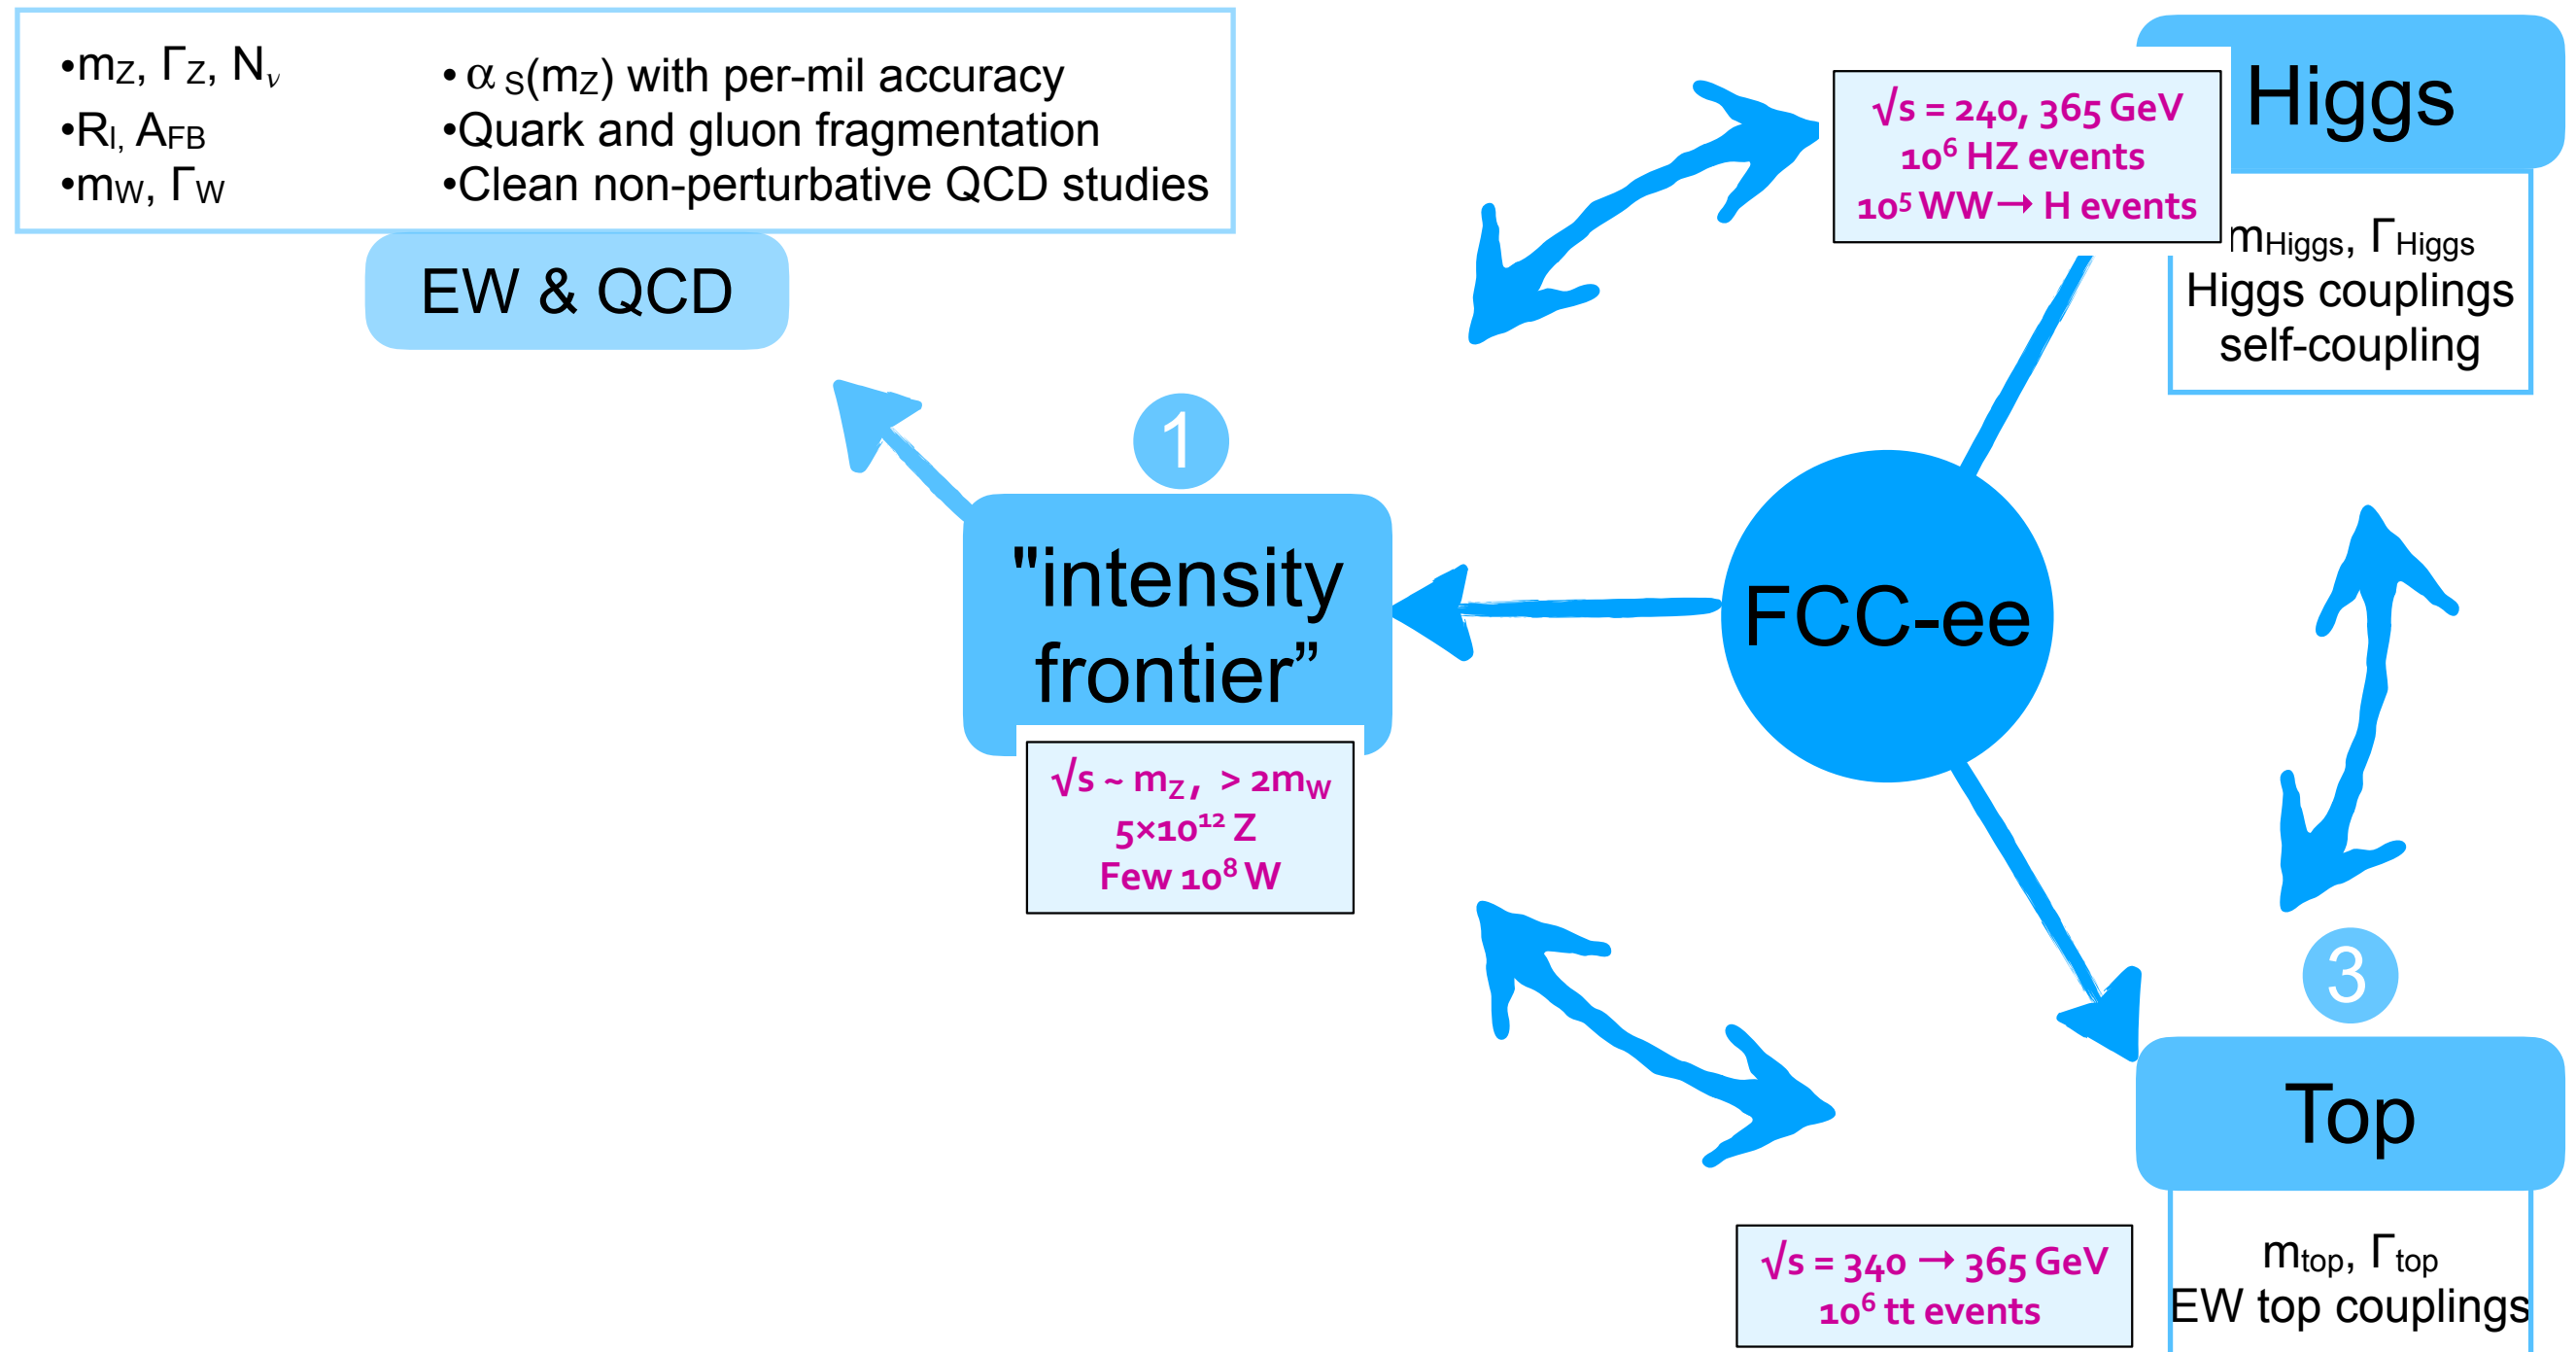 •mZ, ΓZ, Nν
•Rl, AFB
•mW, ΓW
•αS(mZ) with per-mil accuracy
•Quark and gluon fragmentation
•Clean non-perturbative QCD studies
EW & QCD
√s = 240, 365 GeV
10⁶ HZ events
10⁵ WW→ H events
Higgs
mHiggs, ΓHiggs
Higgs couplings
self-coupling
1
"intensity
frontier”
√s ~ mZ, > 2mW
5×10¹² Z
Few 10⁸ W
FCC-ee
3
Top
√s = 340 → 365 GeV
10⁶ tt events
mtop, Γtop
EW top couplings